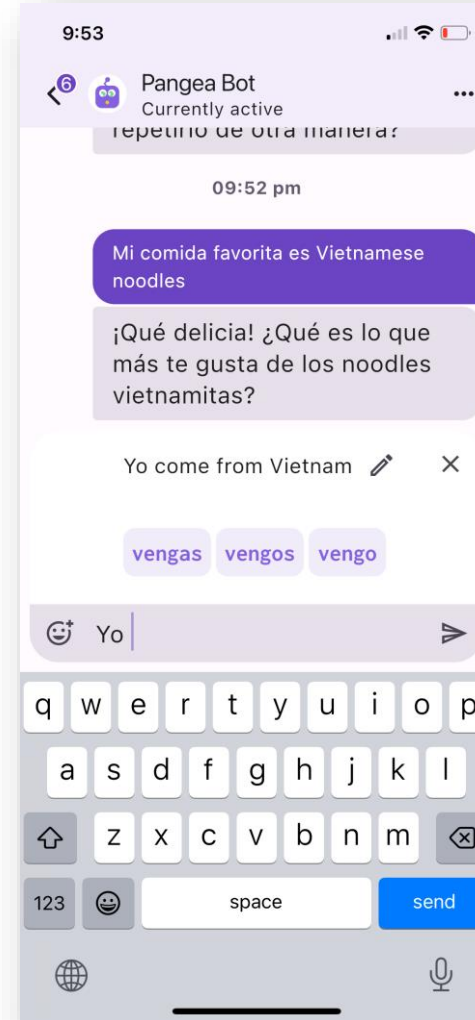 9:53
6
Pangea Bot
Currently active
repetirlo de otra manera?
09:52 pm
Mi comida favorita es Vietnamese
noodles
¡Qué delicia! ¿Qué es lo que
más te gusta de los noodles
vietnamitas?
Yo come from Vietnam
vengas vengos vengo
Yo
q w e r t y u i o p
a s d f g h j k l
z x c v b n m
123 space send